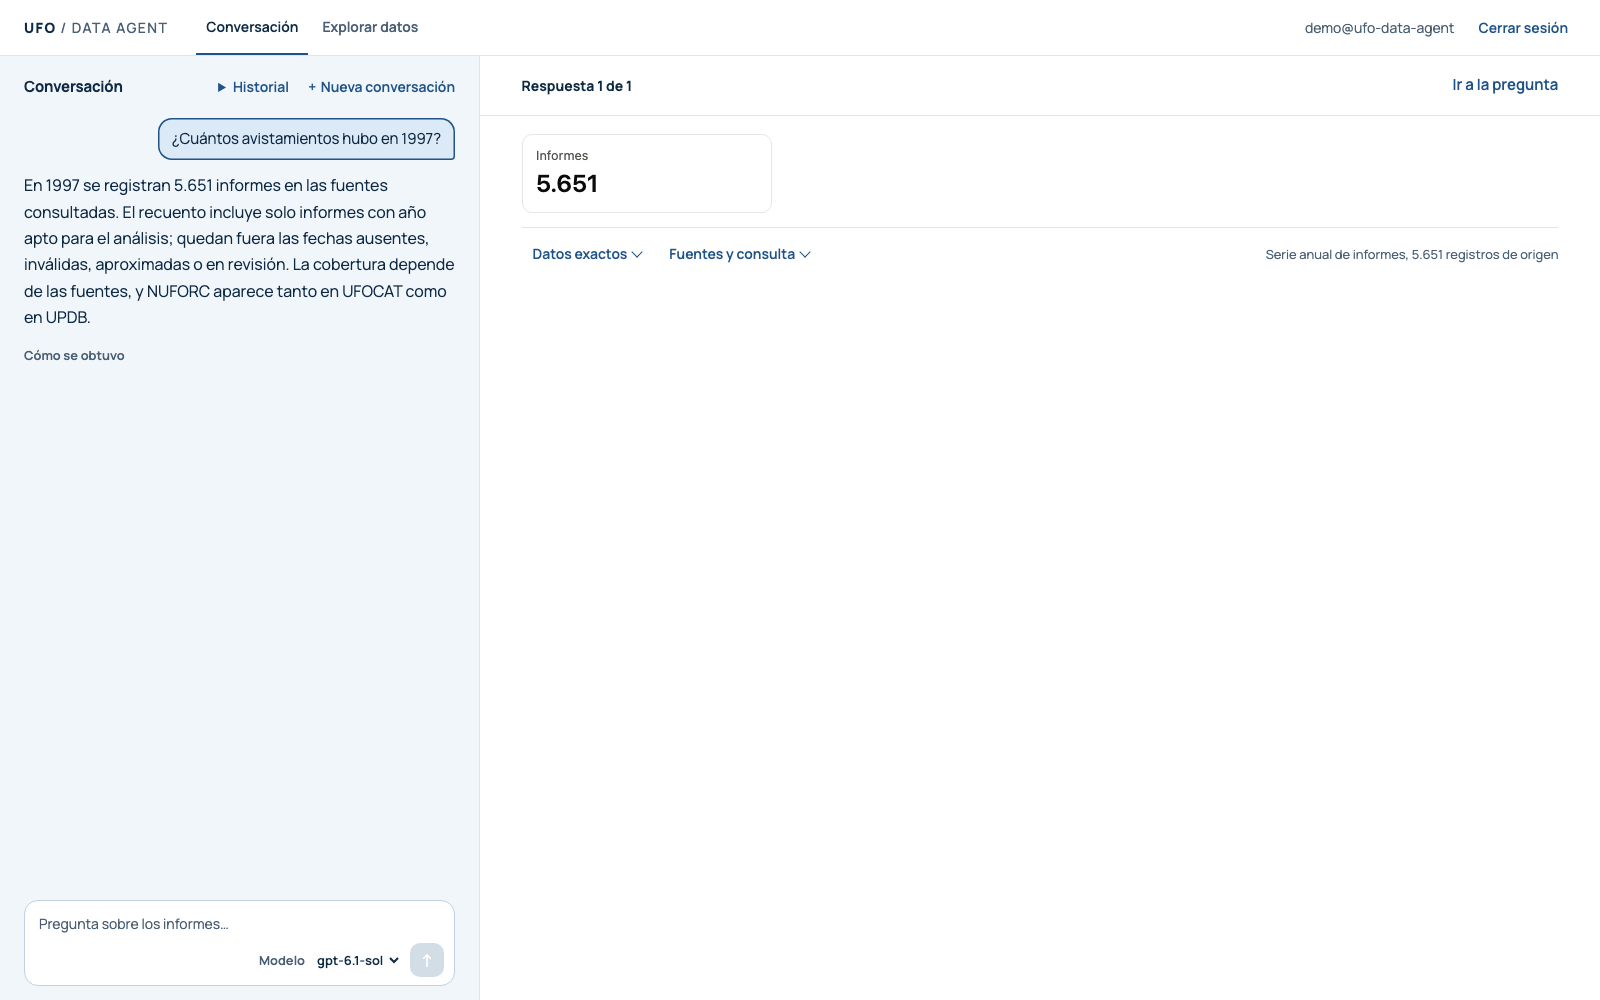 UFO / DATA AGENT
Conversación
Explorar datos
demo@ufo-data-agent
Cerrar sesión
Conversación
▶ Historial
+ Nueva conversación
¿Cuántos avistamientos hubo en 1997?
En 1997 se registran 5.651 informes en las fuentes
consultadas. El recuento incluye solo informes con año
apto para el análisis; quedan fuera las fechas ausentes,
inválidas, aproximadas o en revisión. La cobertura depende
de las fuentes, y NUFORC aparece tanto en UFOCAT como
en UPDB.
Cómo se obtuvo
Pregunta sobre los informes…
Modelo
gpt-6.1-sol
Respuesta 1 de 1
Ir a la pregunta
Informes
5.651
Datos exactos
Fuentes y consulta
Serie anual de informes, 5.651 registros de origen